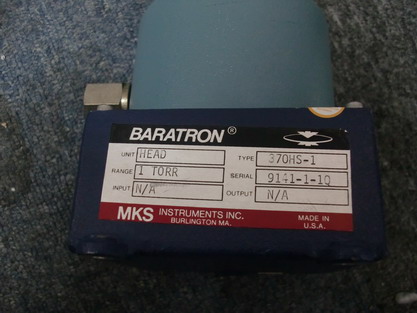 BARATRON®
UNIT HEAD TYPE 370HS-1
RANGE 1 TORR SERIAL 9141-1-1Q
INPUT N/A OUTPUT N/A
MKS INSTRUMENTS INC. MADE IN
BURLINGTON MA. U.S.A.